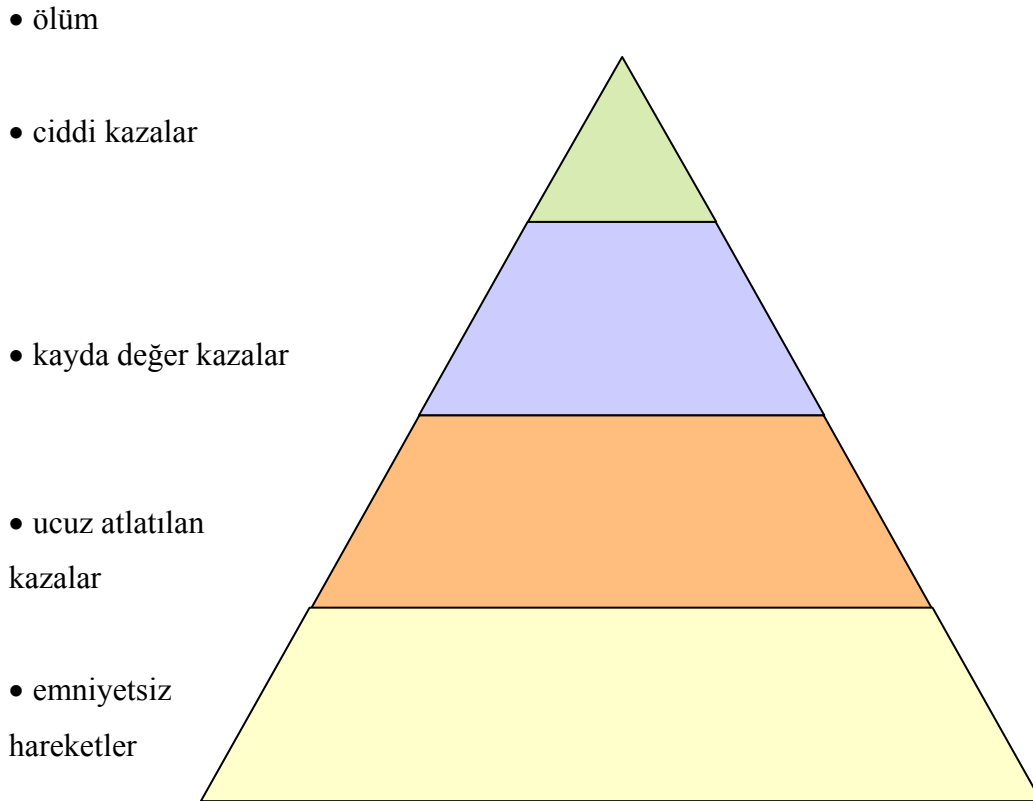 • ölüm
• ciddi kazalar
• kayda değer kazalar
• ucuz atlatılan
kazalar
• emniyetsiz
hareketler